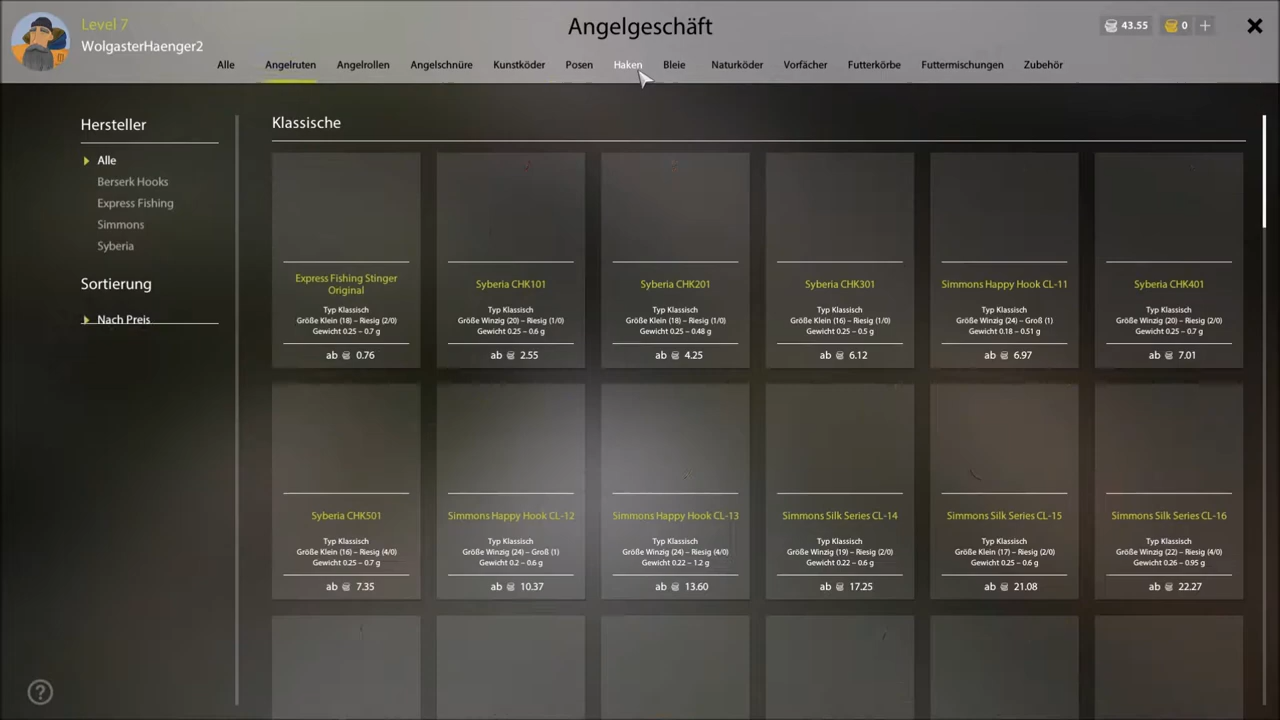 Level 7
WolgasterHaenger2
Angelgeschäft
43.55
0
Alle
Angelruten
Angelrollen
Angelschnüre
Kunstköder
Posen
Haken
Bleie
Naturköder
Vorfächer
Futterkörbe
Futtermischungen
Zubehör
Hersteller
Alle
Berserk Hooks
Express Fishing
Simmons
Syberia
Sortierung
Nach Preis
Klassische
Express Fishing Stinger
Original
Typ Klassisch
Größe Klein (18) – Riesig (2/0)
Gewicht 0.25 – 0.7 g
ab 0.76
Syberia CHK101
Typ Klassisch
Größe Winzig (20) – Riesig (1/0)
Gewicht 0.25 – 0.6 g
ab 2.55
Syberia CHK201
Typ Klassisch
Größe Klein (18) – Riesig (1/0)
Gewicht 0.25 – 0.48 g
ab 4.25
Syberia CHK301
Typ Klassisch
Größe Klein (16) – Riesig (1/0)
Gewicht 0.25 – 0.5 g
ab 6.12
Simmons Happy Hook CL-11
Typ Klassisch
Größe Winzig (24) – Groß (1)
Gewicht 0.18 – 0.51 g
ab 6.97
Syberia CHK401
Typ Klassisch
Größe Winzig (20) – Riesig (2/0)
Gewicht 0.25 – 0.7 g
ab 7.01
Syberia CHK501
Typ Klassisch
Größe Klein (16) – Riesig (4/0)
Gewicht 0.25 – 0.7 g
ab 7.35
Simmons Happy Hook CL-12
Typ Klassisch
Größe Winzig (24) – Groß (1)
Gewicht 0.2 – 0.6 g
ab 10.37
Simmons Happy Hook CL-13
Typ Klassisch
Größe Winzig (24) – Riesig (4/0)
Gewicht 0.22 – 1.2 g
ab 13.60
Simmons Silk Series CL-14
Typ Klassisch
Größe Winzig (19) – Riesig (2/0)
Gewicht 0.22 – 0.6 g
ab 17.25
Simmons Silk Series CL-15
Typ Klassisch
Größe Klein (17) – Riesig (2/0)
Gewicht 0.25 – 0.6 g
ab 21.08
Simmons Silk Series CL-16
Typ Klassisch
Größe Winzig (22) – Riesig (4/0)
Gewicht 0.26 – 0.95 g
ab 22.27
?